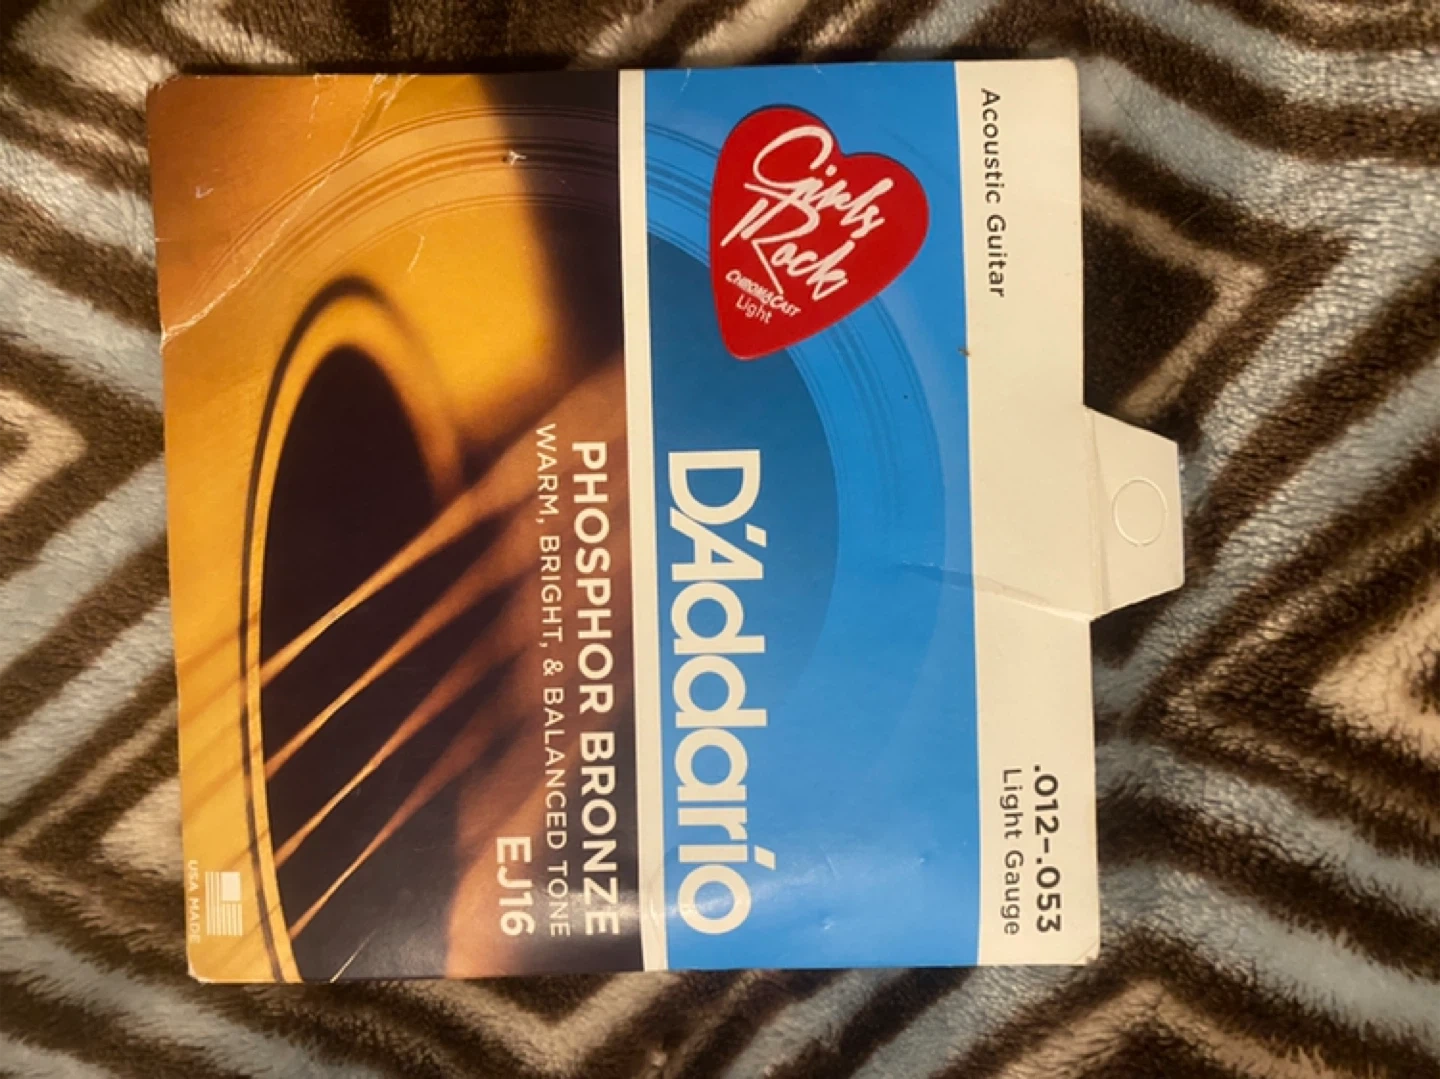 Acoustic Guitar
.012-.053
Light Gauge
Girls
Rock
CHROMACAST
Light
D'Addario
PHOSPHOR BRONZE
WARM, BRIGHT, & BALANCED TONE
EJ16
USA MADE